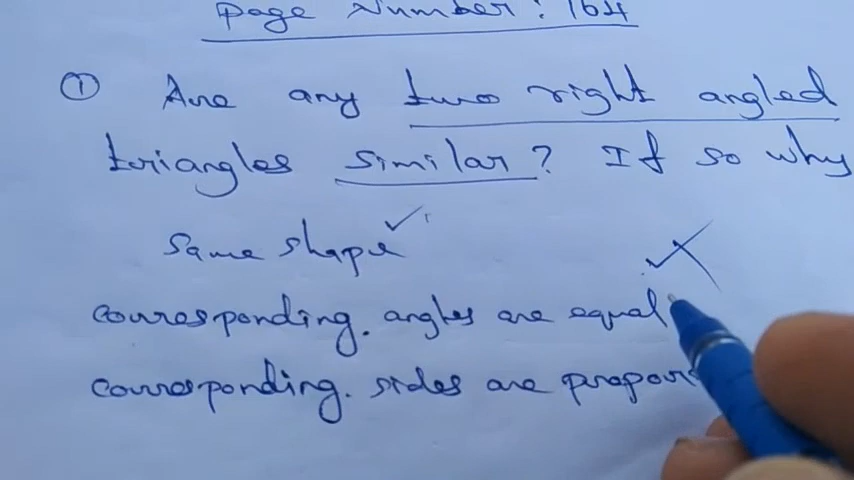 Page Number: 164
① Are any two right angled
triangles similar? If so why
same shape
corresponding. angles are equal
corresponding. sides are propor